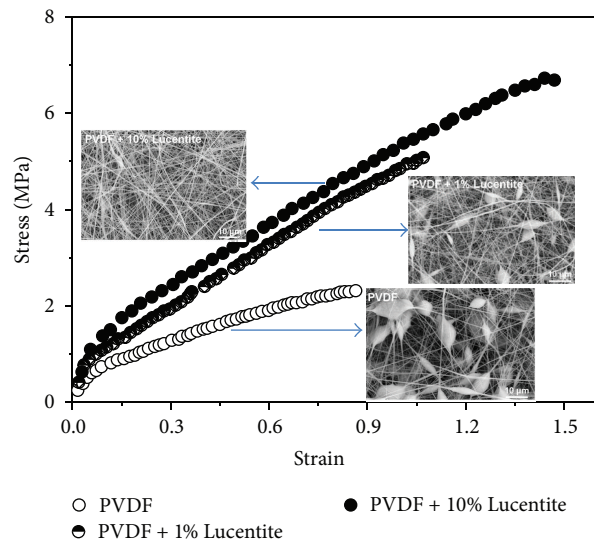 8
6
4
2
0
Stress (MPa)
PVDF + 10% Lucentite
10 µm
PVDF + 1% Lucentite
10 µm
PVDF
10 µm
0.0 0.3 0.6 0.9 1.2 1.5
Strain
PVDF
PVDF + 10% Lucentite
PVDF + 1% Lucentite